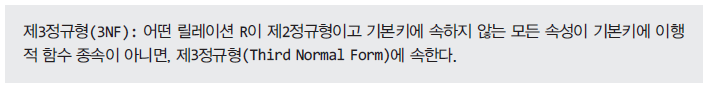 제3정규형(3NF): 어떤 릴레이션 R이 제2정규형이고 기본키에 속하지 않는 모든 속성이 기본키에 이행
적 함수 종속이 아니면, 제3정규형(Third Normal Form)에 속한다.